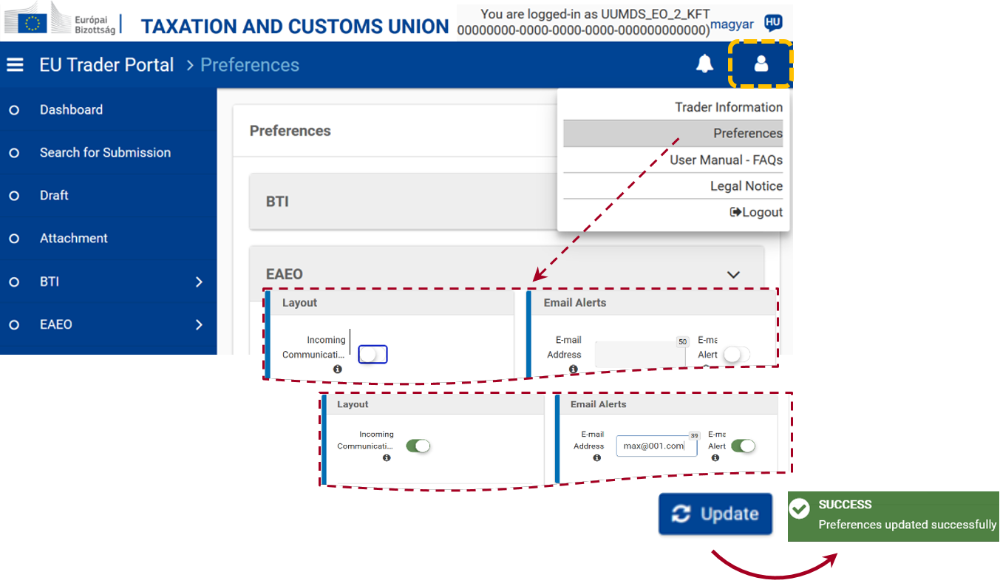 Európai
Bizottság
TAXATION AND CUSTOMS UNION
You are logged-in as UUMDS_EO_2_KFT
00000000-0000-0000-0000-000000000000)
magyar
HU
EU Trader Portal > Preferences
Dashboard
Search for Submission
Draft
Attachment
BTI
EAEO
Trader Information
Preferences
User Manual - FAQs
Legal Notice
Logout
Preferences
BTI
EAEO
Layout
Incoming
Communicati...
Email Alerts
E-mail
Address
50
E-ma
Alert
Layout
Incoming
Communicati...
Email Alerts
E-mail
Address
max@001.com
39
E-ma
Alert
Update
SUCCESS
Preferences updated successfully